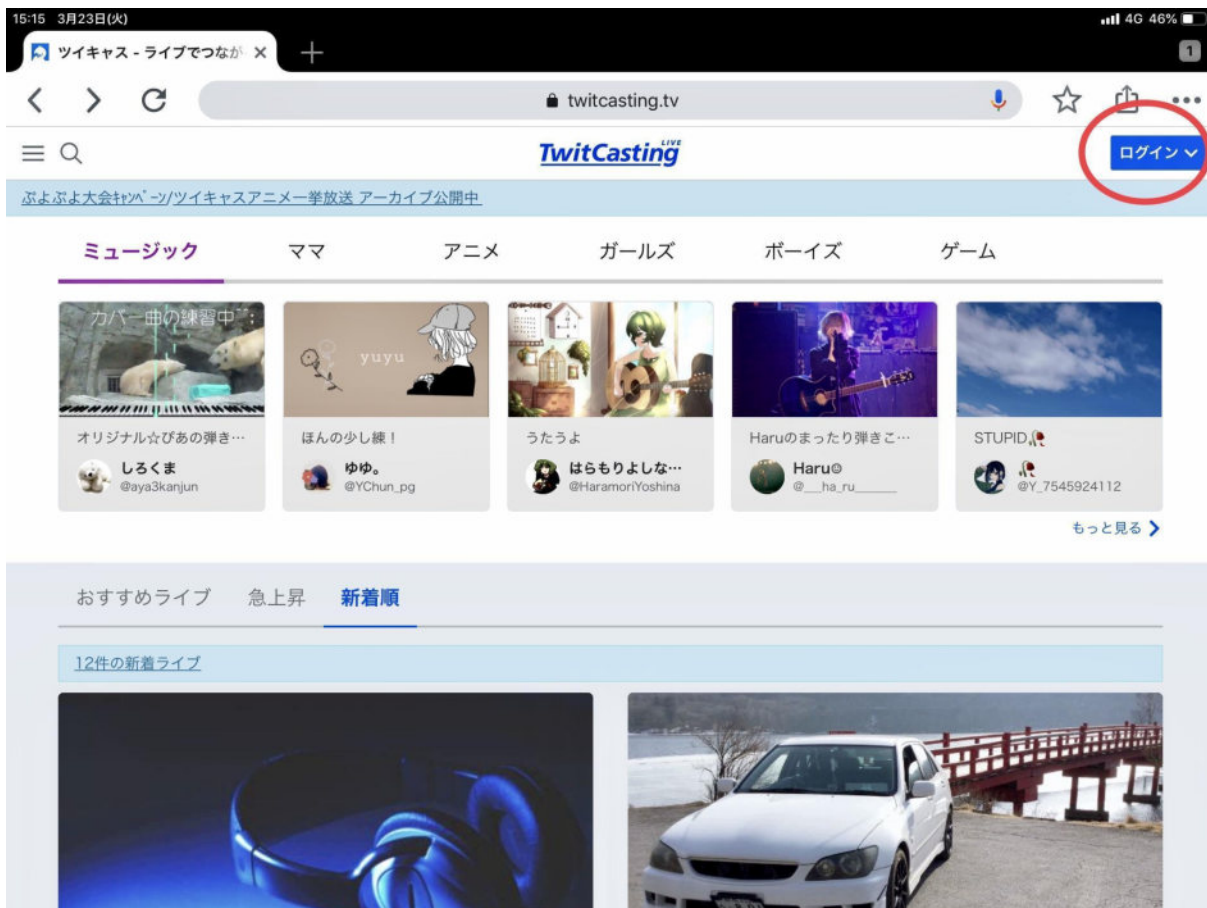 15:15 3月23日(火)
4G 46%
ツイキャス - ライブでつなが
1
twitcasting.tv
TwitCasting LIVE
ログイン
ぷよぷよ大会ｷｬﾝﾍﾟｰﾝ/ツイキャスアニメ一挙放送 アーカイブ公開中
ミュージック ママ アニメ ガールズ ボーイズ ゲーム
カバー曲の練習中
yuyu
オリジナル☆ぴあの弾き…
しろくま
@aya3kanjun
ほんの少し練！
ゆゆ。
@YChun_pg
うたうよ
はらもりよしな…
@HaramoriYoshina
Haruのまったり弾きこ…
Haru☺
@___ha_ru______
STUPID🥀
🥀
@Y_7545924112
もっと見る
おすすめライブ 急上昇 新着順
12件の新着ライブ